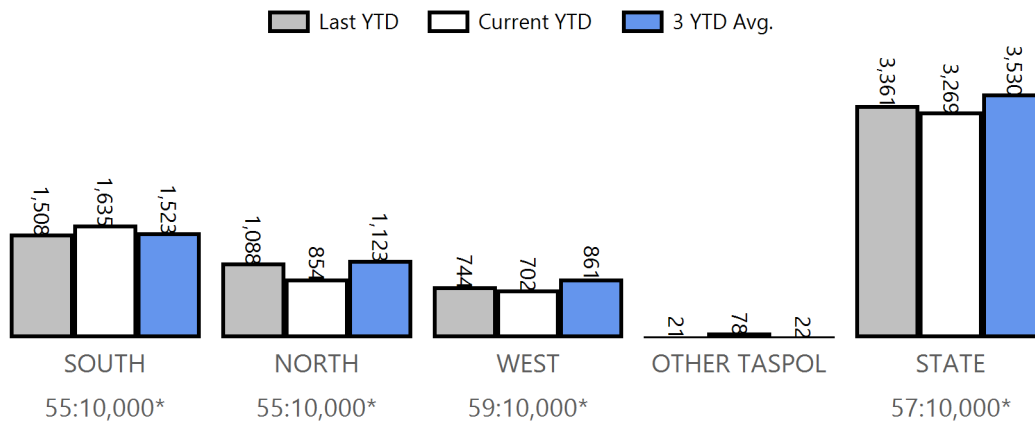 Last YTD Current YTD 3 YTD Avg.
1,508 1,635 1,523 1,088 854 1,123 744 702 861 21 78 22 3,361 3,269 3,530
SOUTH NORTH WEST OTHER TASPOL STATE
55:10,000* 55:10,000* 59:10,000* 57:10,000*